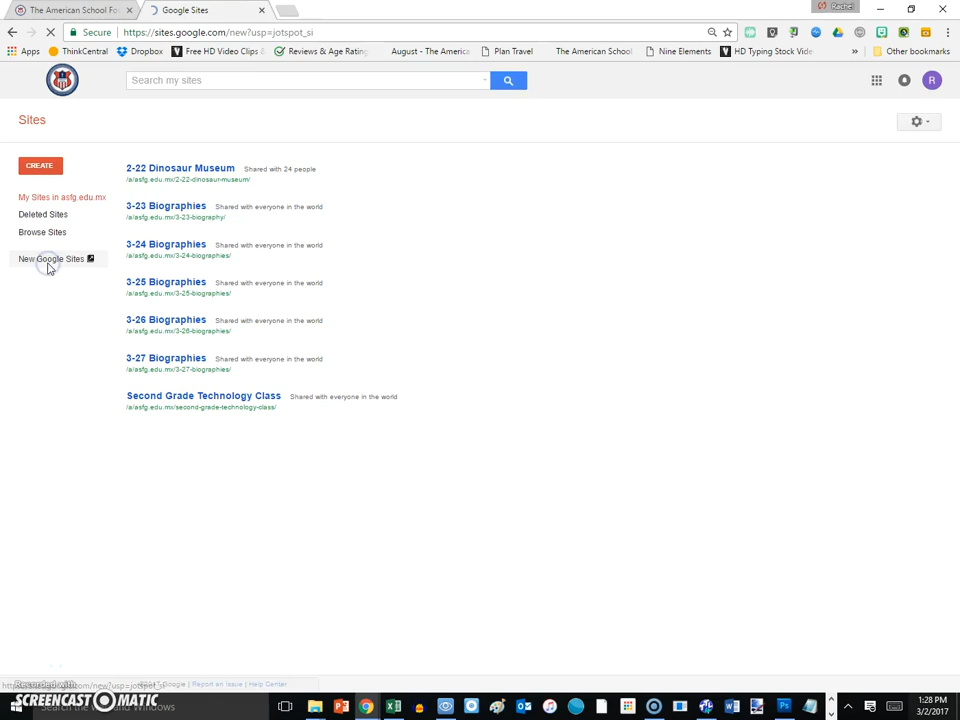 The American School Fo
Google Sites
Rachel
Secure
https://sites.google.com/new?usp=jotspot_si
Apps
ThinkCentral
Dropbox
Free HD Video Clips &
Reviews & Age Rating
August - The America
Plan Travel
The American School
Nine Elements
HD Typing Stock Vide
»
Other bookmarks
Search my sites
R
Sites
CREATE
My Sites in asfg.edu.mx
Deleted Sites
Browse Sites
New Google Sites
2-22 Dinosaur Museum Shared with 24 people
/a/asfg.edu.mx/2-22-dinosaur-museum/
3-23 Biographies Shared with everyone in the world
/a/asfg.edu.mx/3-23-biography/
3-24 Biographies Shared with everyone in the world
/a/asfg.edu.mx/3-24-biographies/
3-25 Biographies Shared with everyone in the world
/a/asfg.edu.mx/3-25-biographies/
3-26 Biographies Shared with everyone in the world
/a/asfg.edu.mx/3-26-biographies/
3-27 Biographies Shared with everyone in the world
/a/asfg.edu.mx/3-27-biographies/
Second Grade Technology Class Shared with everyone in the world
/a/asfg.edu.mx/second-grade-technology-class/
Google | Report an Issue | Help Center
Recorded with
SCREENCAST MATIC
and Windows
1:28 PM
3/2/2017